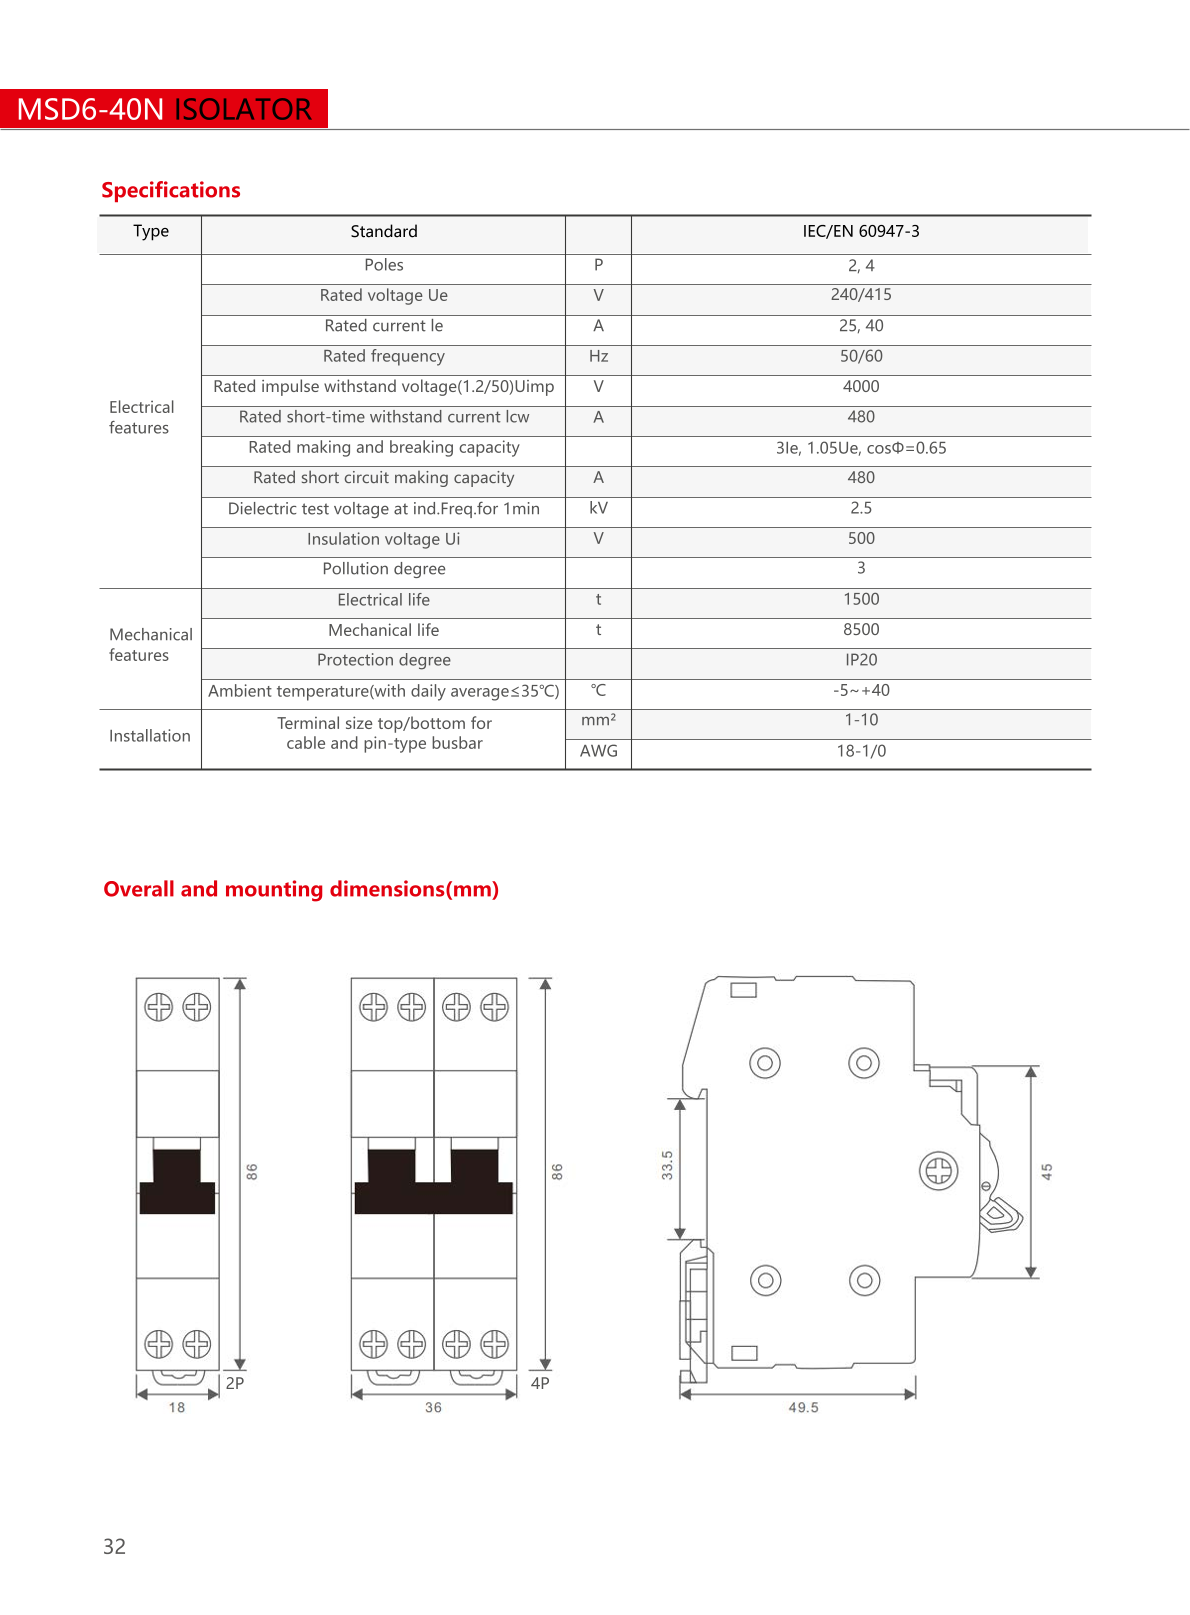 MSD6-40N ISOLATOR
Specifications
Type Standard IEC/EN 60947-3
Electrical features
Poles P 2, 4
Rated voltage Ue V 240/415
Rated current le A 25, 40
Rated frequency Hz 50/60
Rated impulse withstand voltage(1.2/50)Uimp V 4000
Rated short-time withstand current lcw A 480
Rated making and breaking capacity 3Ie, 1.05Ue, cosΦ=0.65
Rated short circuit making capacity A 480
Dielectric test voltage at ind.Freq.for 1min kV 2.5
Insulation voltage Ui V 500
Pollution degree 3
Mechanical features
Electrical life t 1500
Mechanical life t 8500
Protection degree IP20
Ambient temperature(with daily average≤35℃) ℃ -5~+40
Installation
Terminal size top/bottom for
cable and pin-type busbar
mm² 1-10
AWG 18-1/0
Overall and mounting dimensions(mm)
86
2P
18
86
4P
36
33.5
45
49.5
32